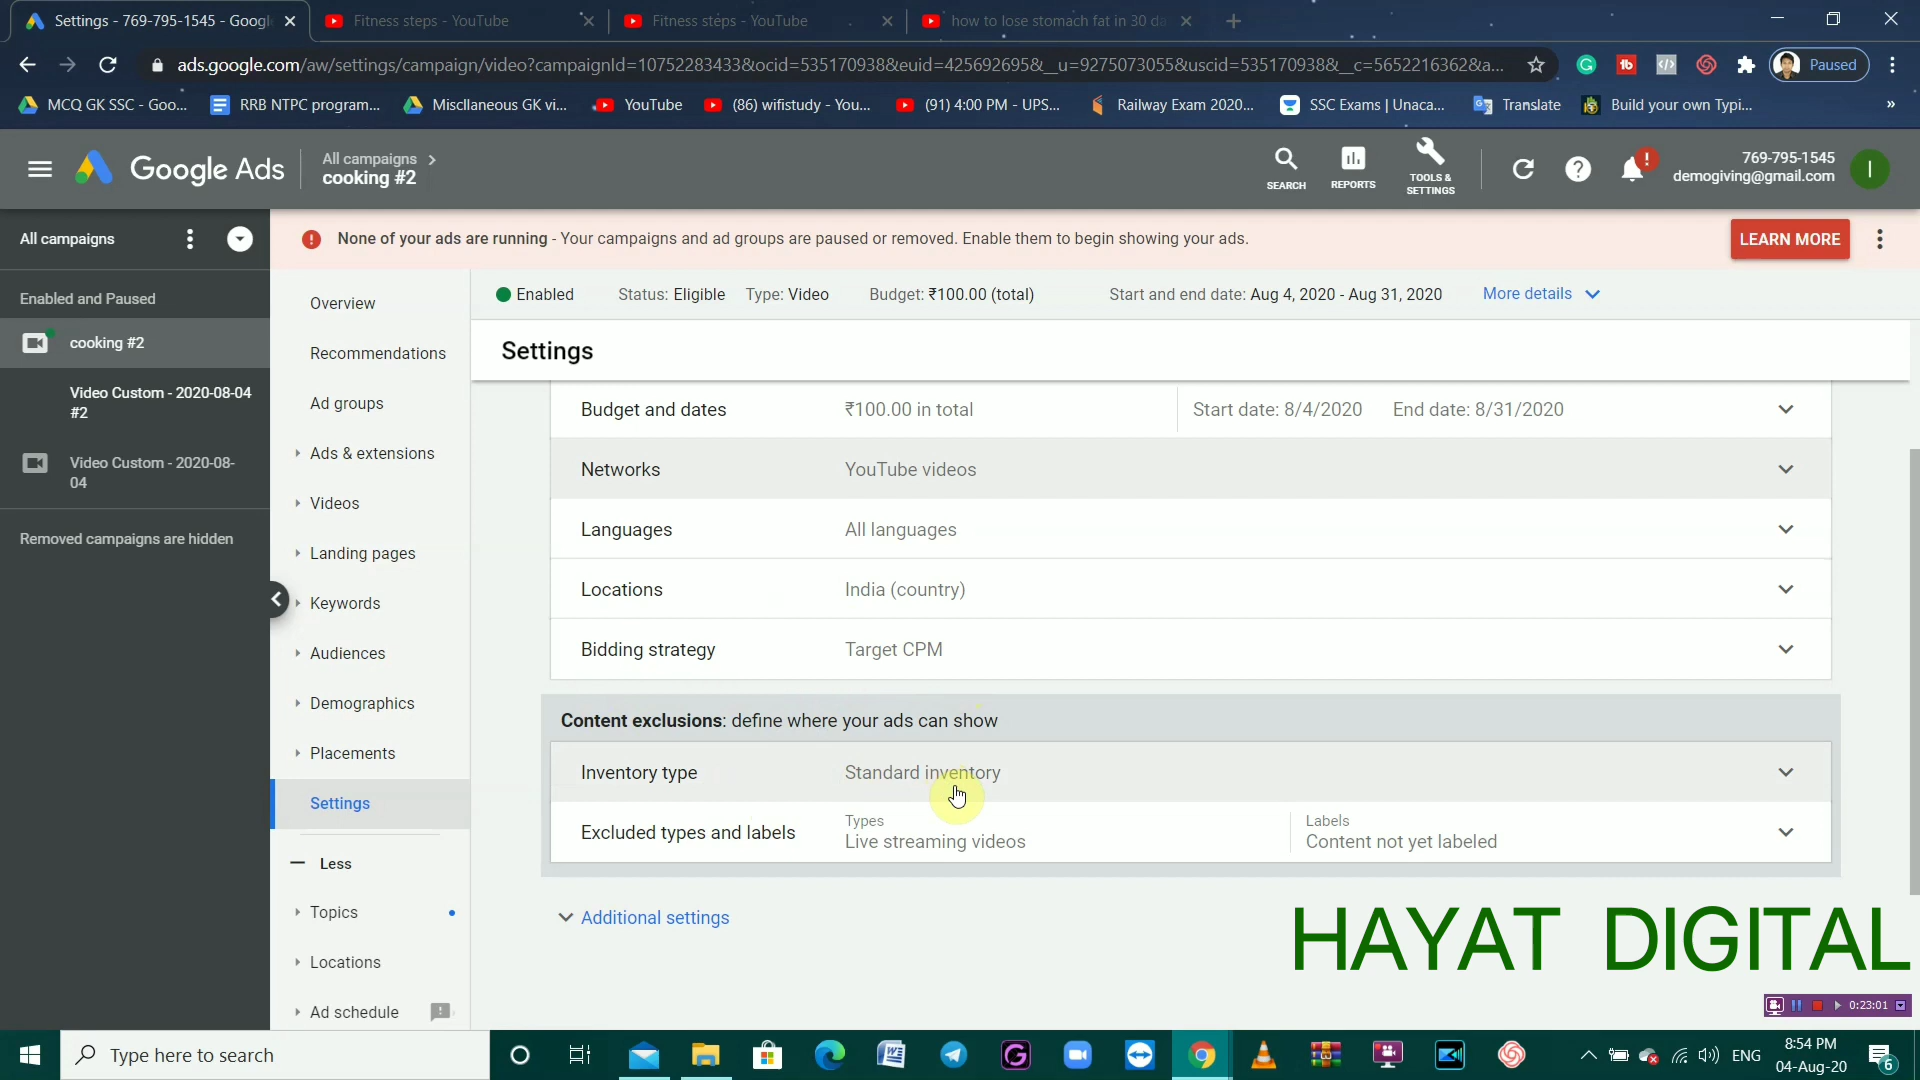 Settings - 769-795-1545 - Googl
Fitness steps - YouTube
Fitness steps - YouTube
how to lose stomach fat in 30 da
ads.google.com/aw/settings/campaign/video?campaignId=10752283433&ocid=535170938&euid=425692695&__u=9275073055&uscid=535170938&__c=5652216362&a...
Paused
MCQ GK SSC - Goo...
RRB NTPC program...
Miscllaneous GK vi...
YouTube
(86) wifistudy - You...
(91) 4:00 PM - UPS...
Railway Exam 2020...
SSC Exams | Unaca...
Translate
Build your own Typi...
»
Google Ads
All campaigns >
cooking #2
SEARCH
REPORTS
TOOLS &
SETTINGS
769-795-1545
demogiving@gmail.com
I
All campaigns
None of your ads are running - Your campaigns and ad groups are paused or removed. Enable them to begin showing your ads.
LEARN MORE
Enabled and Paused
cooking #2
Video Custom - 2020-08-04
#2
Video Custom - 2020-08-
04
Removed campaigns are hidden
Overview
Recommendations
Ad groups
Ads & extensions
Videos
Landing pages
Keywords
Audiences
Demographics
Placements
Settings
Less
Topics
Locations
Ad schedule
Enabled
Status: Eligible
Type: Video
Budget: ₹100.00 (total)
Start and end date: Aug 4, 2020 - Aug 31, 2020
More details
Settings
Budget and dates
₹100.00 in total
Start date: 8/4/2020
End date: 8/31/2020
Networks
YouTube videos
Languages
All languages
Locations
India (country)
Bidding strategy
Target CPM
Content exclusions: define where your ads can show
Inventory type
Standard inventory
Excluded types and labels
Types
Live streaming videos
Labels
Content not yet labeled
Additional settings
HAYAT DIGITAL
0:23:01
Type here to search
ENG
8:54 PM
04-Aug-20
6